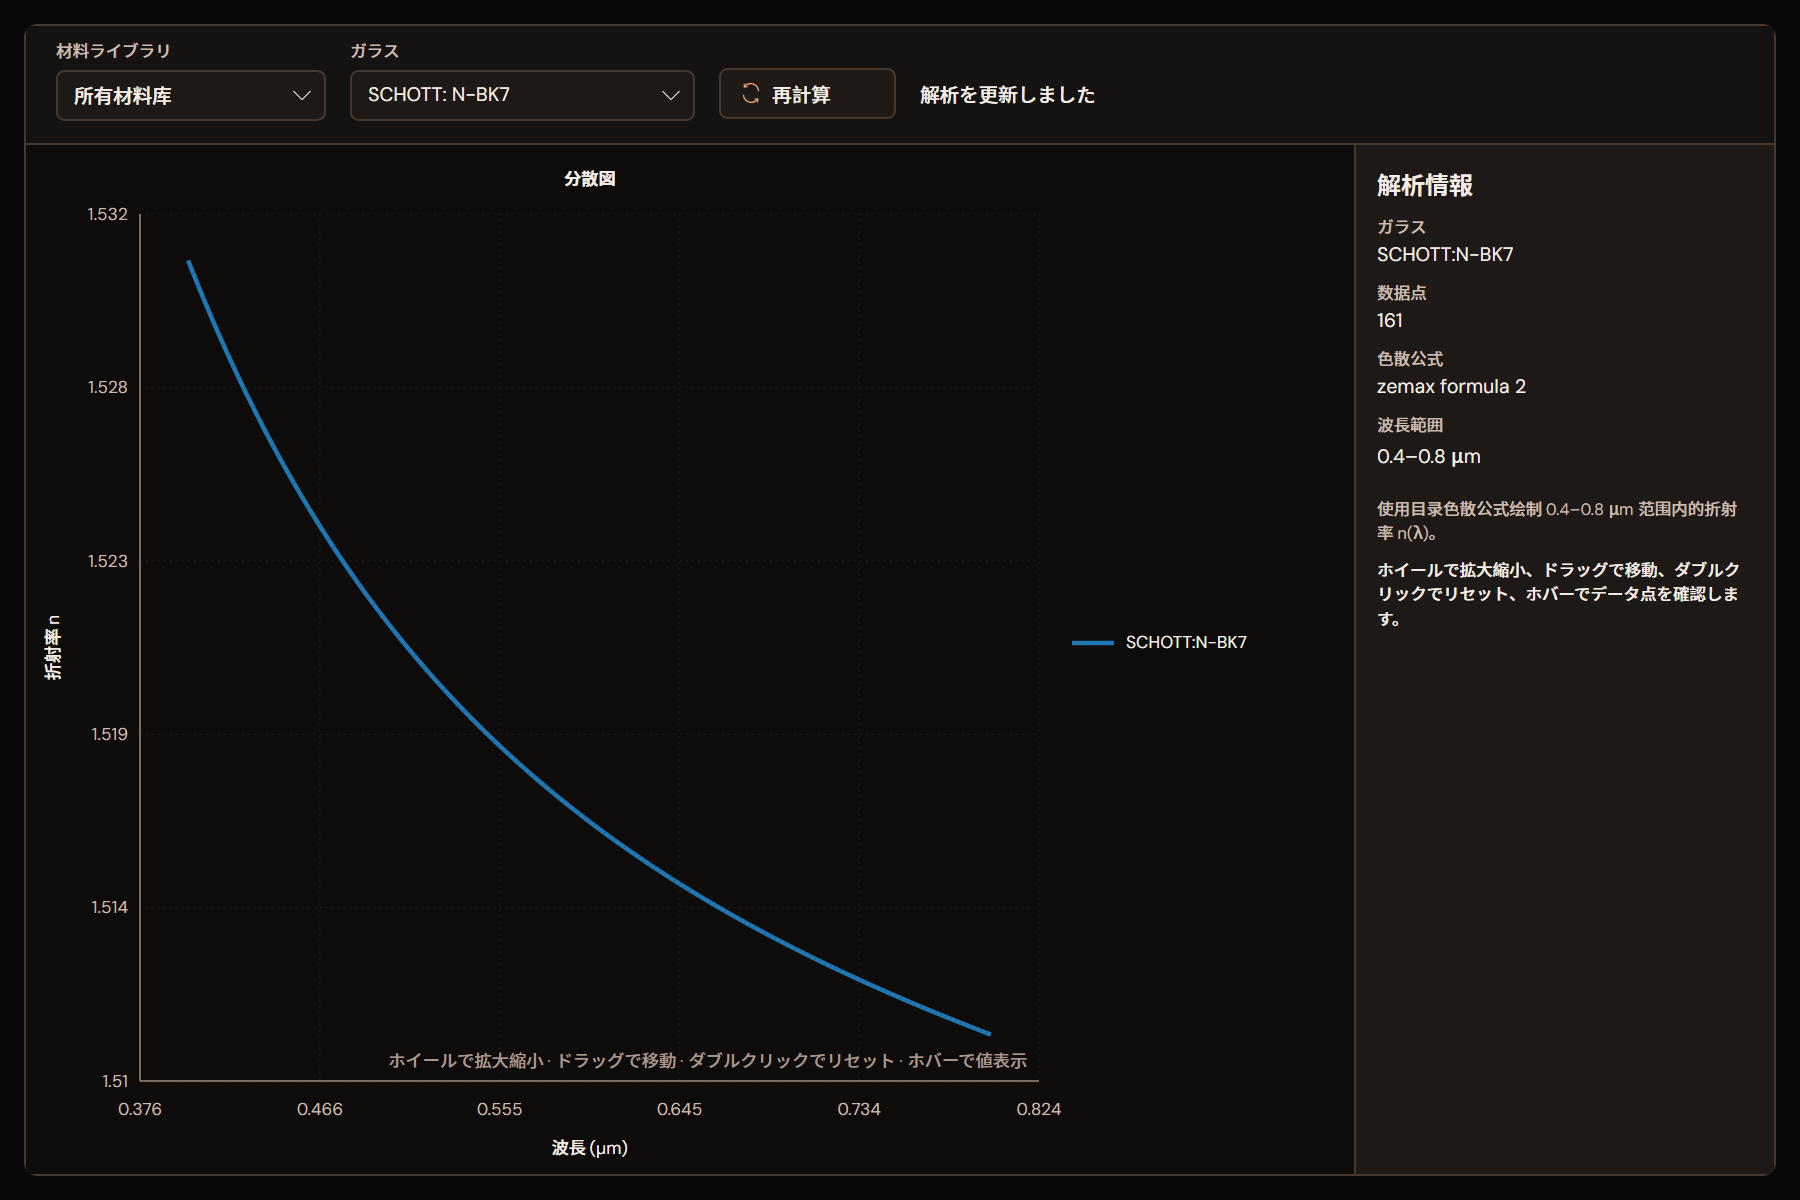 材料ライブラリ
ガラス
所有材料库
SCHOTT: N-BK7
再計算
解析を更新しました
分散図
1.532
1.528
1.523
1.519
1.514
1.51
折射率 n
0.376
0.466
0.555
0.645
0.734
0.824
波長 (μm)
ホイールで拡大縮小 · ドラッグで移動 · ダブルクリックでリセット · ホバーで値表示
SCHOTT:N-BK7
解析情報
ガラス
SCHOTT:N-BK7
数据点
161
色散公式
zemax formula 2
波長範囲
0.4–0.8 μm
使用目录色散公式绘制 0.4–0.8 μm 范围内的折射
率 n(λ)。
ホイールで拡大縮小、ドラッグで移動、ダブルク
リックでリセット、ホバーでデータ点を確認しま
す。